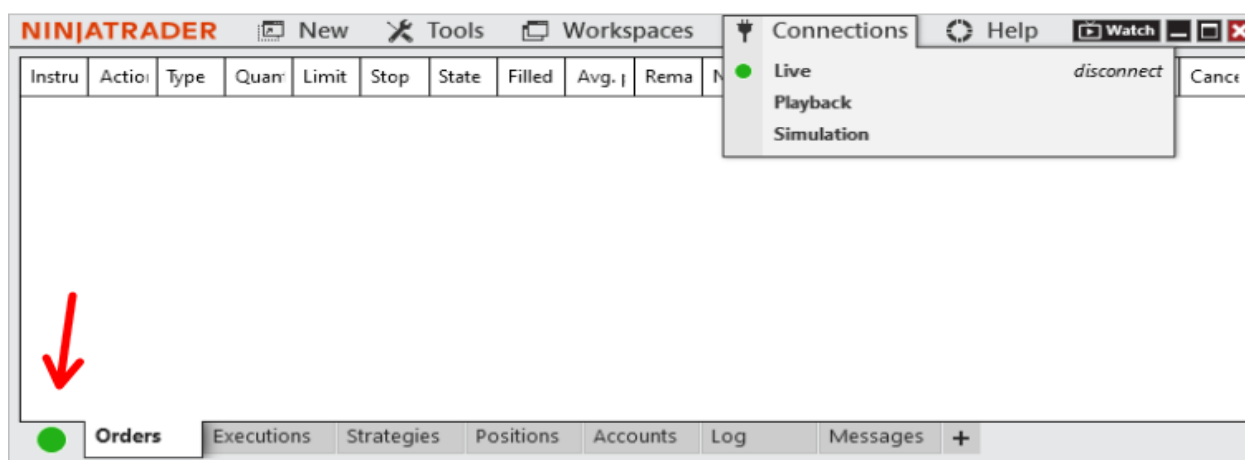 NINJATRADER New Tools Workspaces Connections Help Watch
Instru Action Type Quan Limit Stop State Filled Avg. Rema N Cance
Live disconnect
Playback
Simulation
Orders Executions Strategies Positions Accounts Log Messages +